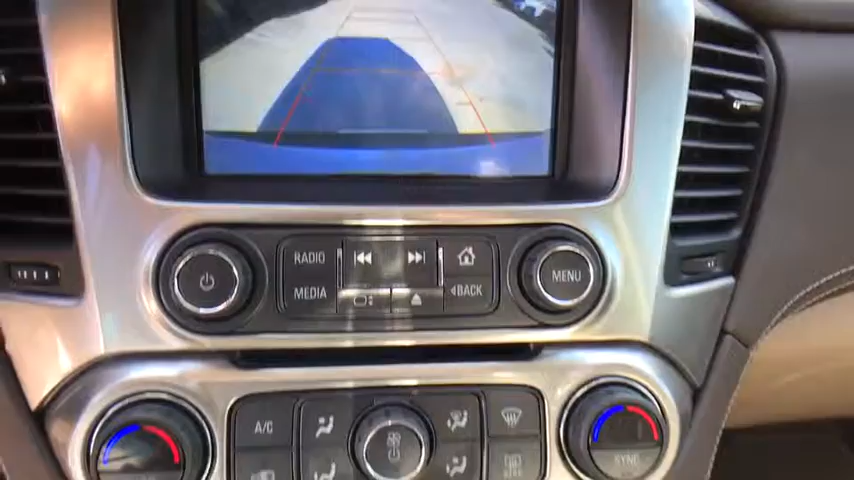 RADIO
MEDIA
BACK
MENU
A/C
SYNC